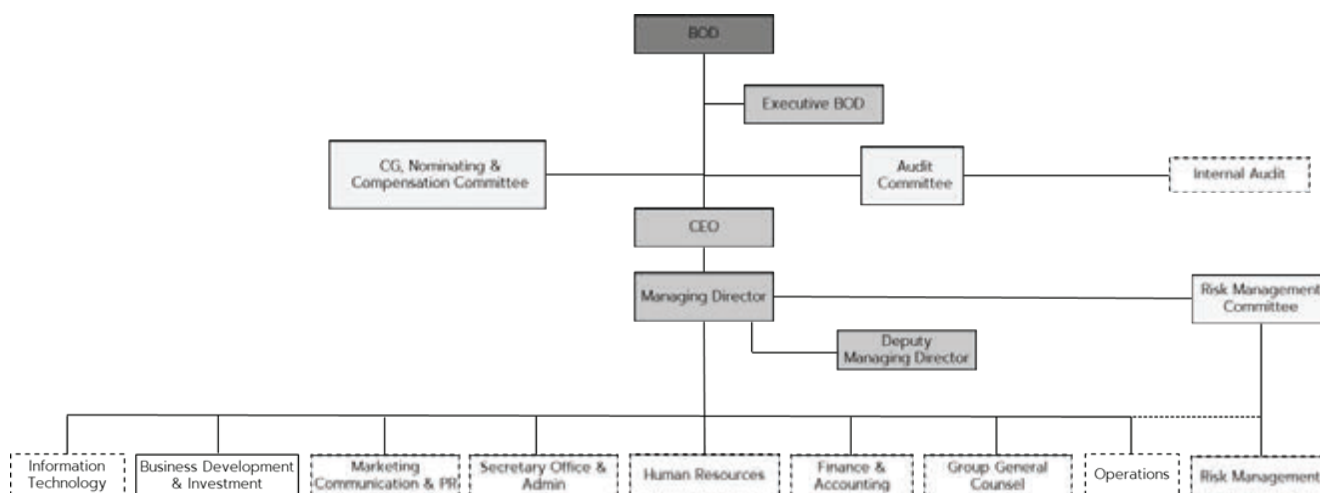 BOD
Executive BOD
CG, Nominating &
Compensation Committee
Audit
Committee
Internal Audit
CEO
Managing Director
Risk Management
Committee
Deputy
Managing Director
Information
Technology
Business Development
& Investment
Marketing
Communication & PR
Secretary Office &
Admin
Human Resources
Finance &
Accounting
Group General
Counsel
Operations
Risk Management